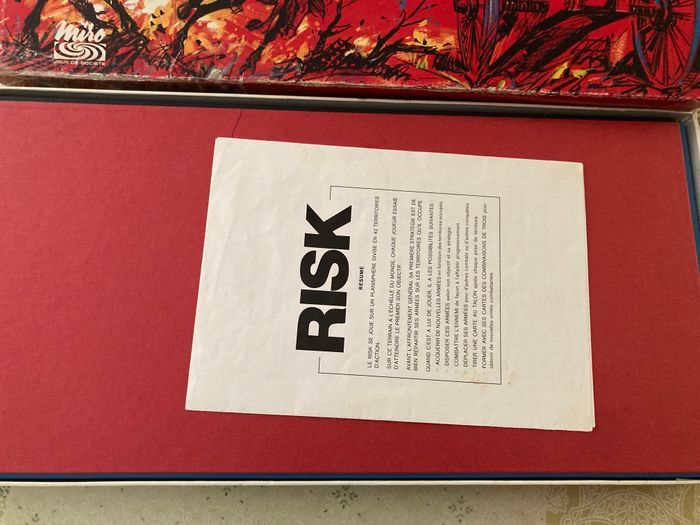 miro
JEUX DE SOCIETE
RISK
RÉSUMÉ
LE RISK SE JOUE SUR UN PLANISPHERE DIVISÉ EN 42 TERRITOIRES
D'ACTION.
SUR CE TERRAIN A L'ÉCHELLE DU MONDE, CHAQUE JOUEUR ESSAIE
D'ATTEINDRE LE PREMIER SON OBJECTIF.
AVANT L'AFFRONTEMENT GÉNÉRAL SA PREMIERE STRATÉGIE EST DE
BIEN REPARTIR SES ARMÉES SUR LES TERRITOIRES QU'IL OCCUPE.
QUAND C'EST A LUI DE JOUER, IL A LES POSSIBILITÉS SUIVANTES :
- ACQUÉRIR DE NOUVELLES ARMÉES en fonction des territoires occupés.
- DISPOSER CES ARMÉES selon son objectif et sa stratégie.
- COMBATTRE L'ENNEMI de façon à l'affaiblir progressivement.
- DÉPLACER SES ARMÉES pour d'autres combats ou d'autres conquêtes.
- TIRER UNE CARTE AU TALON après chaque prise de territoire.
- FORMER AVEC SES CARTES DES COMBINAISONS DE TROIS pour
obtenir de nouvelles unités combattantes.